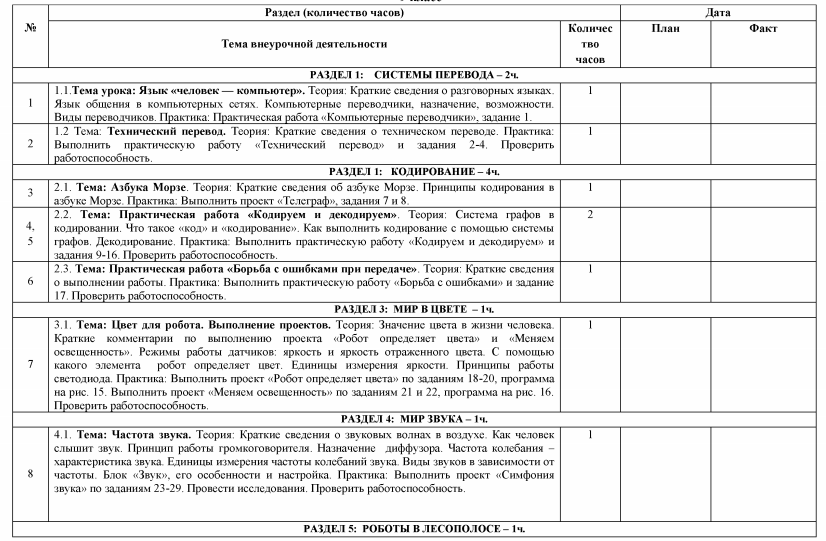 №
Раздел (количество часов)
Дата
Тема внеурочной деятельности
Количес
тво
часов
План
Факт
РАЗДЕЛ 1: СИСТЕМЫ ПЕРЕВОДА – 2ч.
1
1.1.Тема урока: Язык «человек — компьютер». Теория: Краткие сведения о разговорных языках.
Язык общения в компьютерных сетях. Компьютерные переводчики, назначение, возможности.
Виды переводчиков. Практика: Практическая работа «Компьютерные переводчики», задание 1.
1
2
1.2 Тема: Технический перевод. Теория: Краткие сведения о техническом переводе. Практика:
Выполнить практическую работу «Технический перевод» и задания 2-4. Проверить
работоспособность.
1
РАЗДЕЛ 1: КОДИРОВАНИЕ – 4ч.
3
2.1. Тема: Азбука Морзе. Теория: Краткие сведения об азбуке Морзе. Принципы кодирования в
азбуке Морзе. Практика: Выполнить проект «Телеграф», задания 7 и 8.
1
4,
5
2.2. Тема: Практическая работа «Кодируем и декодируем». Теория: Система графов в
кодировании. Что такое «код» и «кодирование». Как выполнить кодирование с помощью системы
графов. Декодирование. Практика: Выполнить практическую работу «Кодируем и декодируем» и
задания 9-16. Проверить работоспособность.
2
6
2.3. Тема: Практическая работа «Борьба с ошибками при передаче». Теория: Краткие сведения
о выполнении работы. Практика: Выполнить практическую работу «Борьба с ошибками» и задание
17. Проверить работоспособность.
1
РАЗДЕЛ 3: МИР В ЦВЕТЕ – 1ч.
7
3.1. Тема: Цвет для робота. Выполнение проектов. Теория: Значение цвета в жизни человека.
Краткие комментарии по выполнению проекта «Робот определяет цвета» и «Меняем
освещенность». Режимы работы датчиков: яркость и яркость отраженного цвета. С помощью
какого элемента робот определяет цвет. Единицы измерения яркости. Принципы работы
светодиода. Практика: Выполнить проект «Робот определяет цвета» по заданиям 18-20, программа
на рис. 15. Выполнить проект «Меняем освещенность» по заданиям 21 и 22, программа на рис. 16.
Проверить работоспособность.
1
РАЗДЕЛ 4: МИР ЗВУКА – 1ч.
8
4.1. Тема: Частота звука. Теория: Краткие сведения о звуковых волнах в воздухе. Как человек
слышит звук. Принцип работы громкоговорителя. Назначение диффузора. Частота колебания –
характеристика звука. Единицы измерения частоты колебаний звука. Виды звуков в зависимости от
частоты. Блок «Звук», его особенности и настройка. Практика: Выполнить проект «Симфония
звука» по заданиям 23-29. Провести исследования. Проверить работоспособность.
1
РАЗДЕЛ 5: РОБОТЫ В ЛЕСОПОЛОСЕ – 1ч.